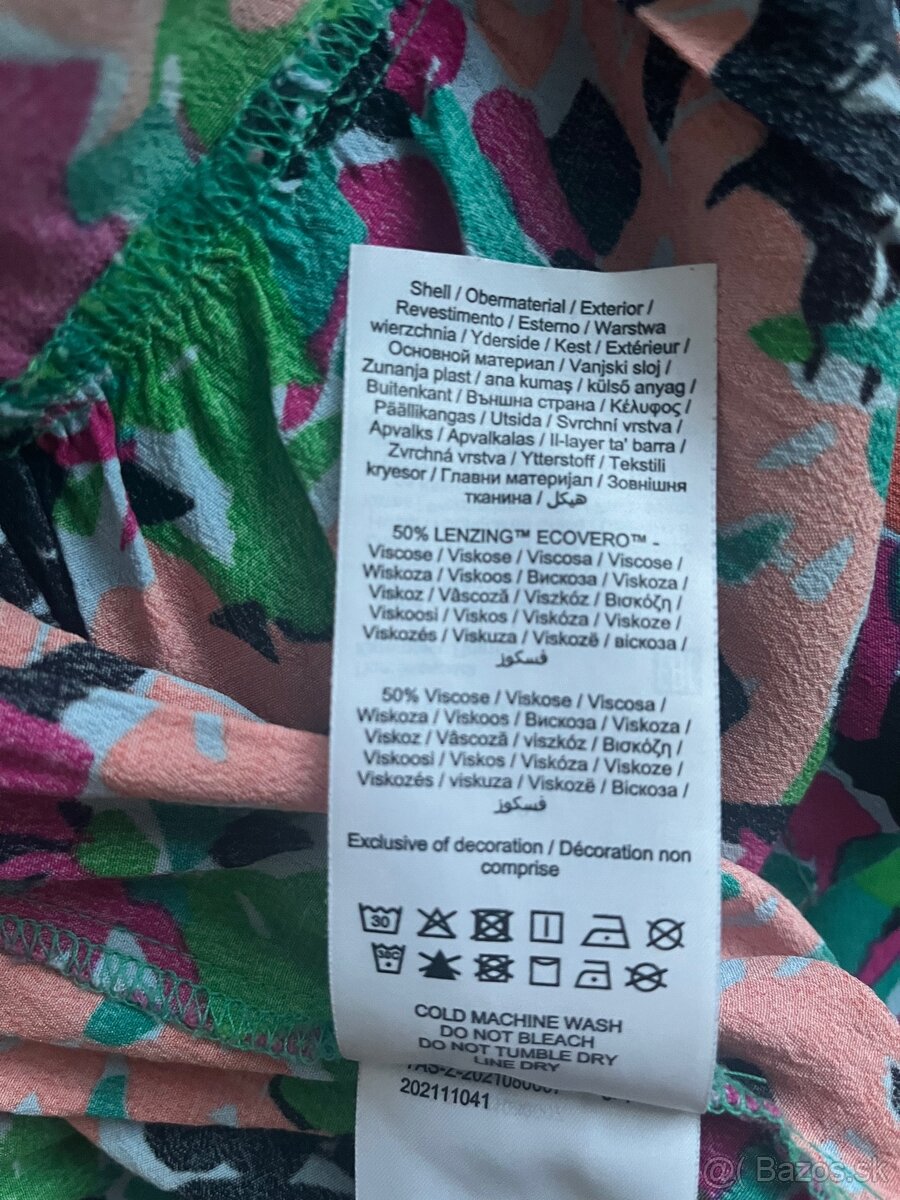 Shell / Obermaterial / Exterior /
Revestimento / Esterno / Warstwa
wierzchnia / Yderside / Kest / Extérieur /
Основной материал / Vanjski sloj /
Zunanja plast / ana kumaş / külső anyag /
Buitenkant / Външна страна / Κέλυφος /
Päällikangas / Utsida / Svrchní vrstva /
Apvalks / Apvalkalas / Il-layer ta' barra /
Zvrchná vrstva / Ytterstoff / Tekstili
kryesor / Главни материјал / Зовнішня
тканина / هيكل
50% LENZING™ ECOVERO™ -
Viscose / Viskose / Viscosa / Viscose /
Wiskoza / Viskoos / Вискоза / Viskoza /
Viskoz / Vâscoză / Viszkóz / Βισκόζη /
Viskoosi / Viskos / Viskóza / Viskoze /
Viskozés / Viskuza / Viskozë / віскоза /
فسكوز
50% Viscose / Viskose / Viscosa /
Wiskoza / Viskoos / Вискоза / Viskoza /
Viskoz / Vâscoză / viszkóz / Βισκόζη /
Viskoosi / Viskos / Viskóza / Viskoze /
Viskozés / viskuza / Viskozë / Віскоза /
فسكوز
Exclusive of decoration / Décoration non
comprise
30
30C
COLD MACHINE WASH
DO NOT BLEACH
DO NOT TUMBLE DRY
LINE DRY
202111041
@( Bazos.sk